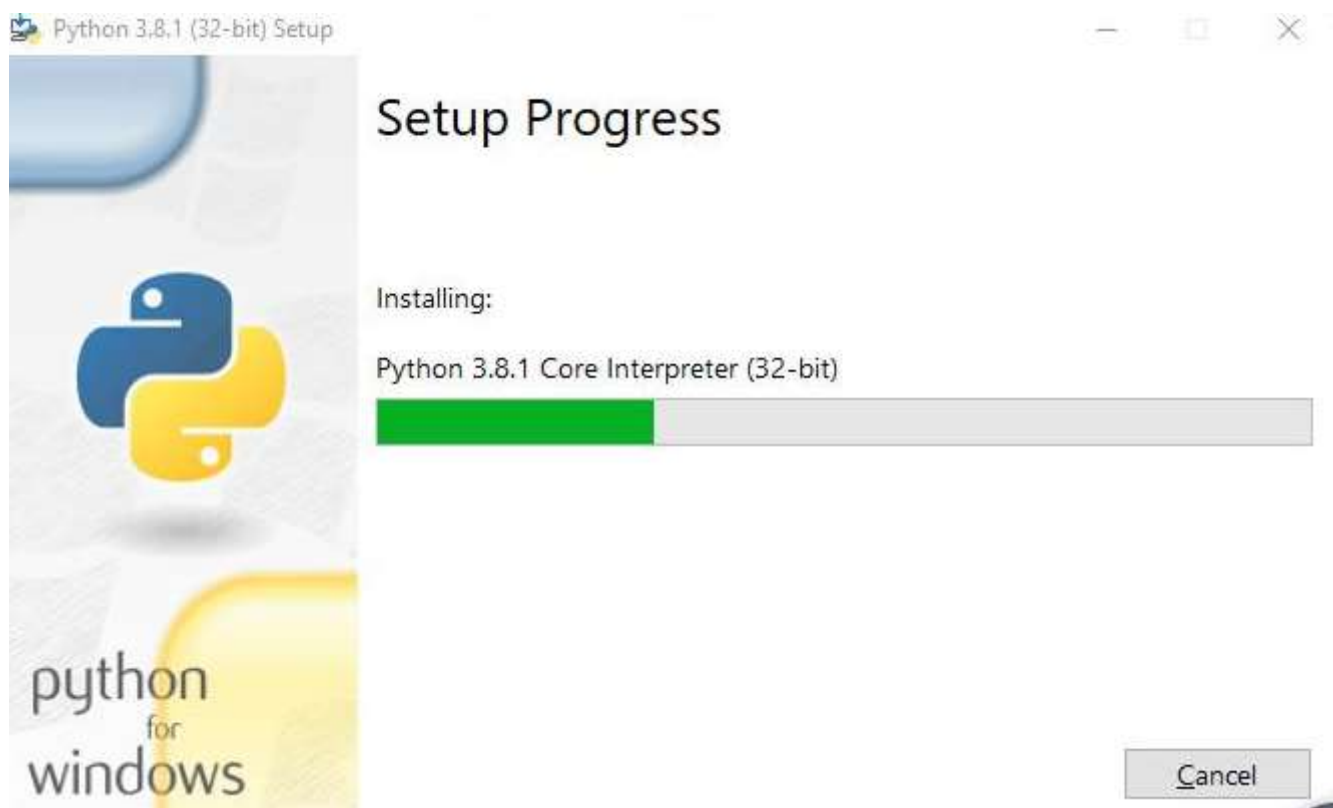 Python 3.8.1 (32-bit) Setup
Setup Progress
Installing:
Python 3.8.1 Core Interpreter (32-bit)
python
for
windows
Cancel